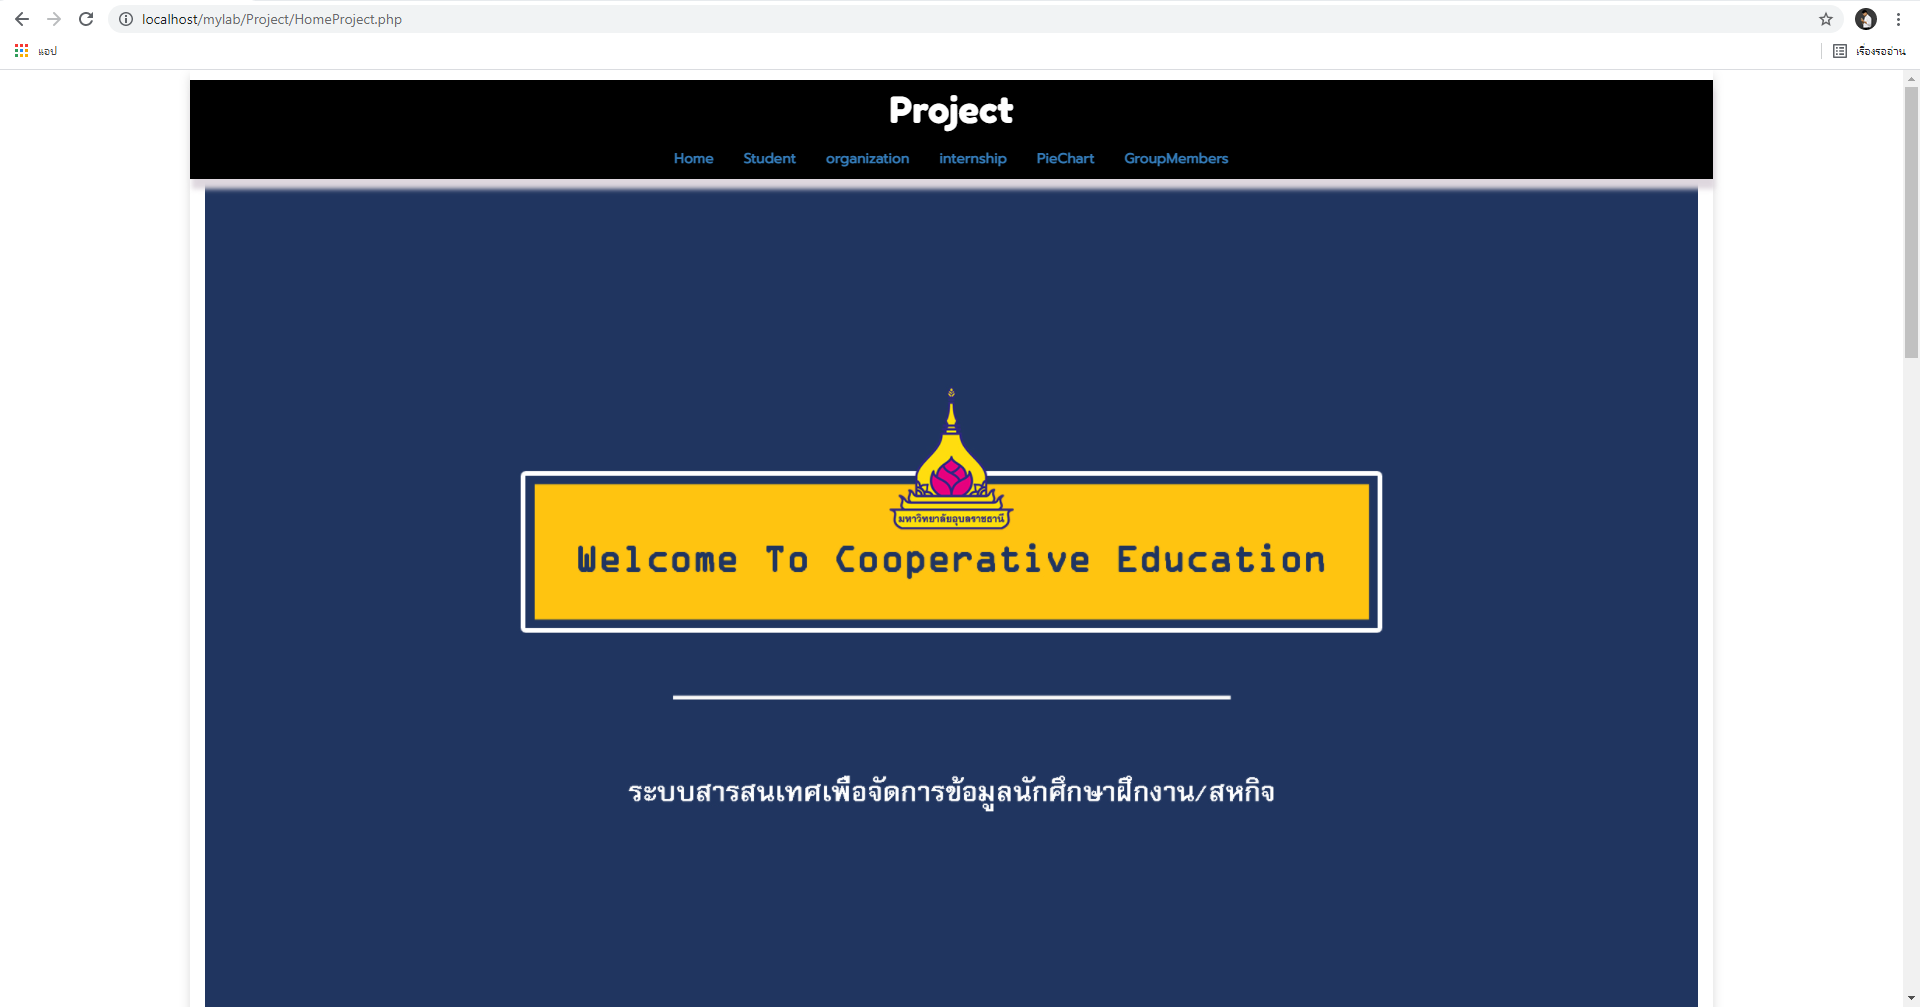 localhost/mylab/Project/HomeProject.php
แอป
เรื่องรออ่าน
Project
Home Student organization internship PieChart GroupMembers
มหาวิทยาลัยอุบลราชธานี
Welcome To Cooperative Education
ระบบสารสนเทศเพื่อจัดการข้อมูลนักศึกษาฝึกงาน/สหกิจ